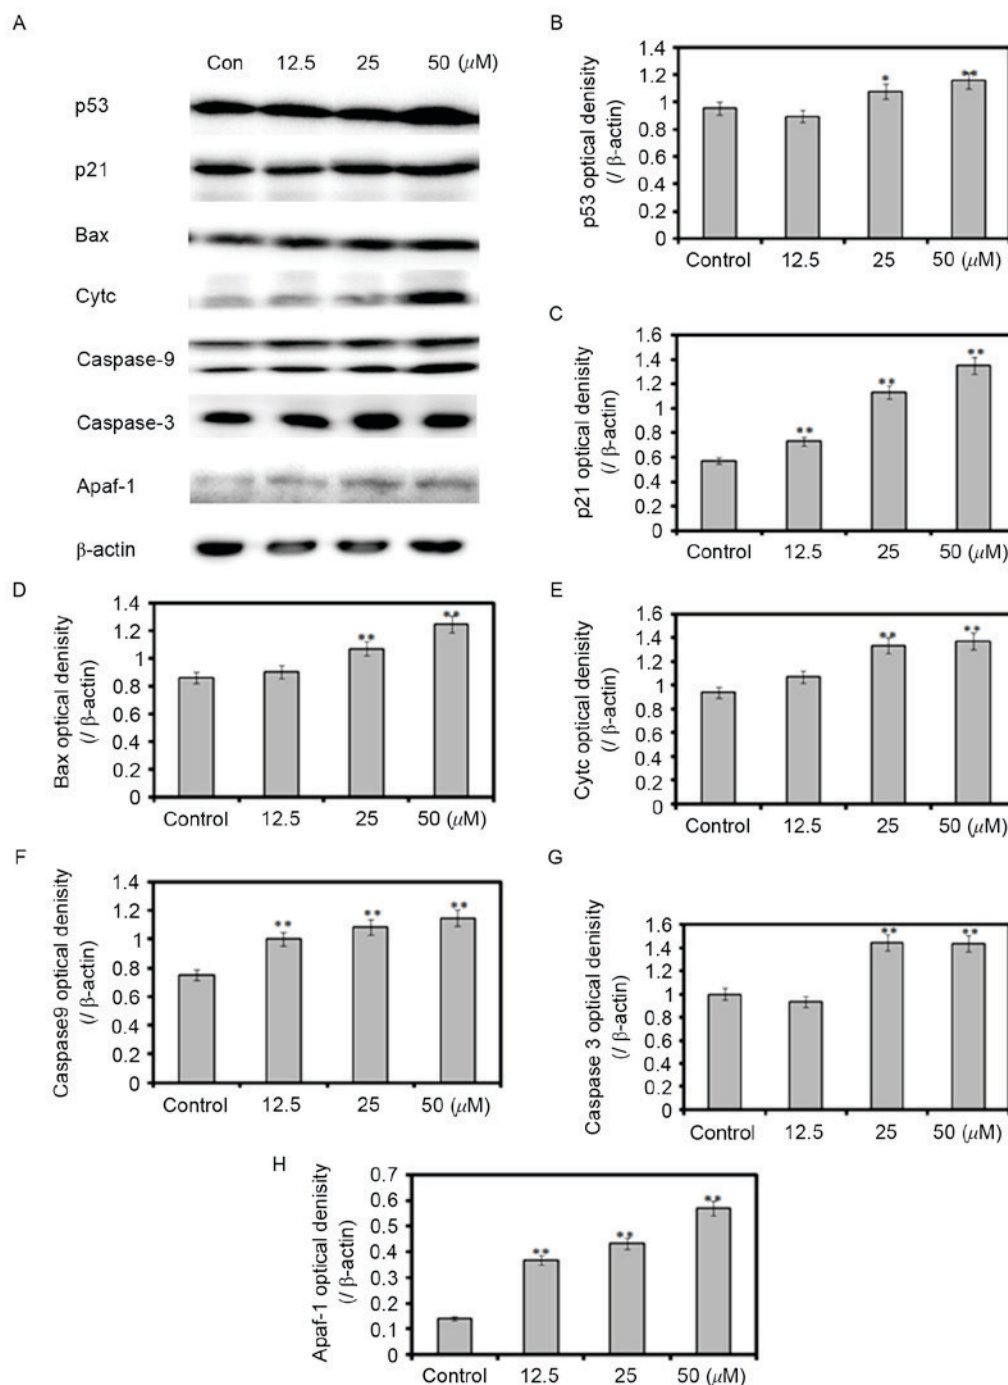 A
Con 12.5 25 50 (μM)
p53
p21
Bax
Cytc
Caspase-9
Caspase-3
Apaf-1
β-actin
B
p53 optical denisity
(/ β-actin)
1.4
1.2
1
0.8
0.6
0.4
0.2
0
* **
Control 12.5 25 50 (μM)
C
p21 optical denisity
(/ β-actin)
1.6
1.4
1.2
1
0.8
0.6
0.4
0.2
0
** ** **
Control 12.5 25 50 (μM)
D
Bax optical denisity
(/ β-actin)
1.4
1.2
1
0.8
0.6
0.4
0.2
0
** **
Control 12.5 25 50 (μM)
E
Cytc optical denisity
(/ β-actin)
1.6
1.4
1.2
1
0.8
0.6
0.4
0.2
0
** **
Control 12.5 25 50 (μM)
F
Caspase9 optical denisity
(/ β-actin)
1.4
1.2
1
0.8
0.6
0.4
0.2
0
** ** **
Control 12.5 25 50 (μM)
G
Caspase 3 optical denisity
(/ β-actin)
1.6
1.4
1.2
1
0.8
0.6
0.4
0.2
0
** **
Control 12.5 25 50 (μM)
H
Apaf-1 optical denisity
(/ β-actin)
0.7
0.6
0.5
0.4
0.3
0.2
0.1
0
** ** **
Control 12.5 25 50 (μM)